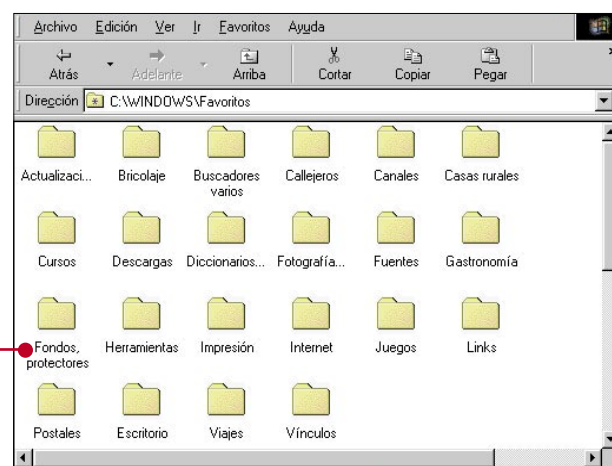 Archivo Edición Ver Ir Favoritos Ayuda
Atrás Adelante Arriba Cortar Copiar Pegar
Dirección C:\WINDOWS\Favoritos
Actualizaci... Bricolaje Buscadores varios Callejeros Canales Casas rurales
Cursos Descargas Diccionarios... Fotografía... Fuentes Gastronomía
Fondos, protectores Herramientas Impresión Internet Juegos Links
Postales Escritorio Viajes Vínculos